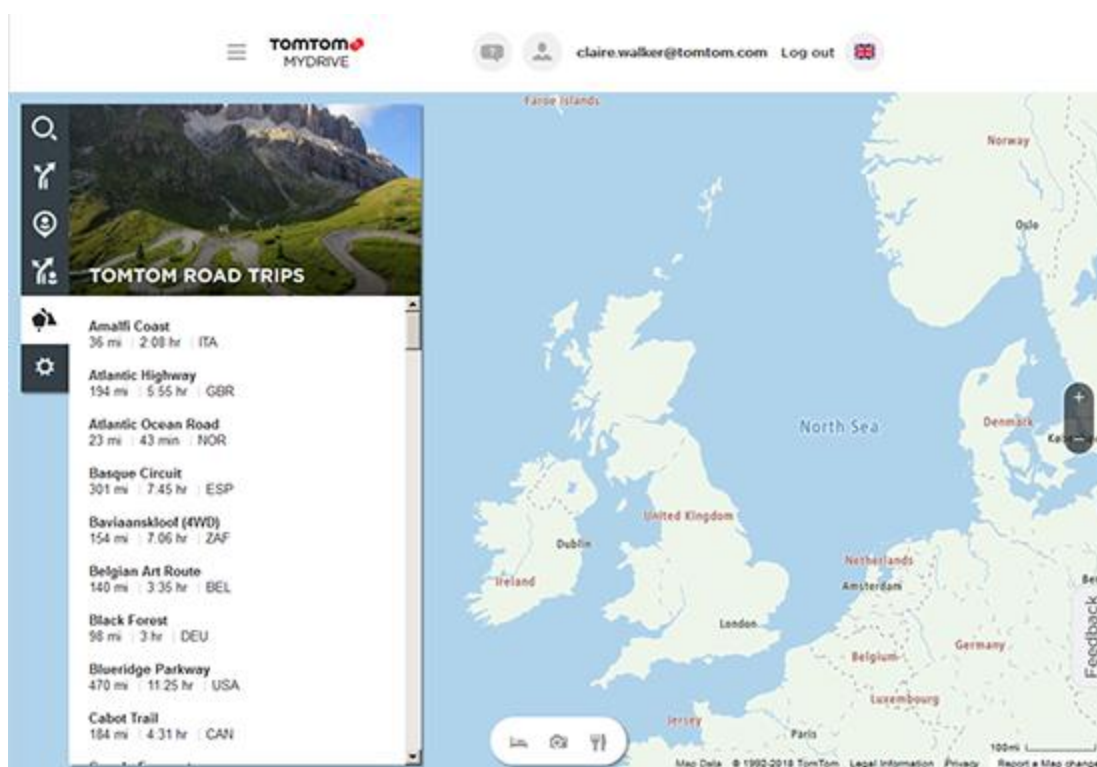 TOMTOM
MYDRIVE
claire.walker@tomtom.com Log out
TOMTOM ROAD TRIPS
Amalfi Coast
36 mi | 2:08 hr | ITA
Atlantic Highway
194 mi | 5:55 hr | GBR
Atlantic Ocean Road
23 mi | 43 min | NOR
Basque Circuit
301 mi | 7:45 hr | ESP
Baviaanskloof (4WD)
154 mi | 7:06 hr | ZAF
Belgian Art Route
140 mi | 3:35 hr | BEL
Black Forest
98 mi | 3 hr | DEU
Blueridge Parkway
470 mi | 11:25 hr | USA
Cabot Trail
184 mi | 4:31 hr | CAN
Faroe Islands
Norway
Oslo
North Sea
Denmark
United Kingdom
Dublin
Ireland
Netherlands
Amsterdam
London
Belgium
Germany
Luxembourg
Jersey
Paris
Feedback
100mi
Map Data © 1992-2018 TomTom Legal Information Privacy Report a Map change